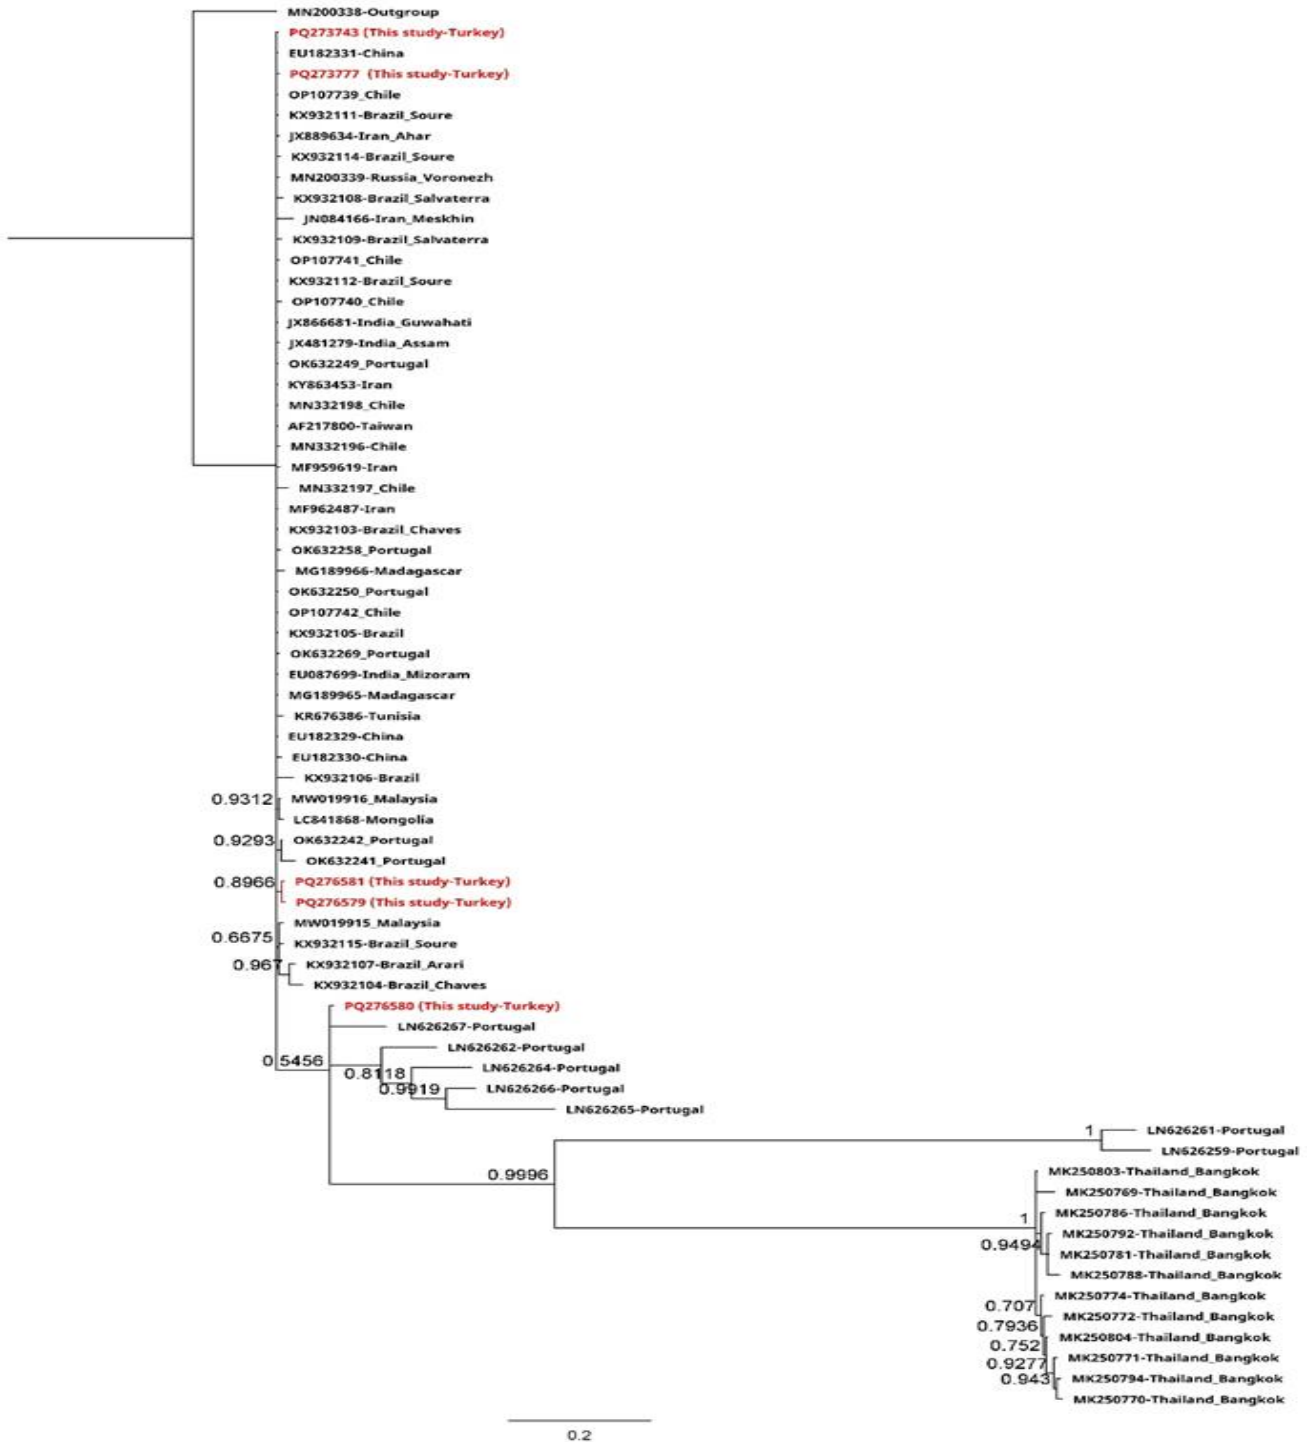 MN200338-Outgroup
PQ273743 (This study-Turkey)
EU182331-China
PQ273777 (This study-Turkey)
OP107739_Chile
KX932111-Brazil_Soure
JX889634-Iran_Ahar
KX932114-Brazil_Soure
MN200339-Russia_Voronezh
KX932108-Brazil_Salvaterra
JN084166-Iran_Meskhin
KX932109-Brazil_Salvaterra
OP107741_Chile
KX932112-Brazil_Soure
OP107740_Chile
JX866681-India_Guwahati
JX481279-India_Assam
OK632249_Portugal
KY863453-Iran
MN332198_Chile
AF217800-Taiwan
MN332196-Chile
MF959619-Iran
MN332197_Chile
MF962487-Iran
KX932103-Brazil_Chaves
OK632258_Portugal
MG189966-Madagascar
OK632250_Portugal
OP107742_Chile
KX932105-Brazil
OK632269_Portugal
EU087699-India_Mizoram
MG189965-Madagascar
KR676386-Tunisia
EU182329-China
EU182330-China
KX932106-Brazil
0.9312 MW019916_Malaysia
LC841868-Mongolia
0.9293 OK632242_Portugal
OK632241_Portugal
0.8966 PQ276581 (This study-Turkey)
PQ276579 (This study-Turkey)
MW019915_Malaysia
0.6675 KX932115-Brazil_Soure
0.967 KX932107-Brazil_Arari
KX932104-Brazil_Chaves
PQ276580 (This study-Turkey)
LN626267-Portugal
LN626262-Portugal
0.5456
0.8118 LN626264-Portugal
0.9919 LN626266-Portugal
LN626265-Portugal
1 LN626261-Portugal
LN626259-Portugal
0.9996 MK250803-Thailand_Bangkok
MK250769-Thailand_Bangkok
1 MK250786-Thailand_Bangkok
MK250792-Thailand_Bangkok
0.9494 MK250781-Thailand_Bangkok
MK250788-Thailand_Bangkok
MK250774-Thailand_Bangkok
0.707 MK250772-Thailand_Bangkok
0.7936 MK250804-Thailand_Bangkok
0.752
0.9277 MK250771-Thailand_Bangkok
0.943 MK250794-Thailand_Bangkok
MK250770-Thailand_Bangkok
0.2